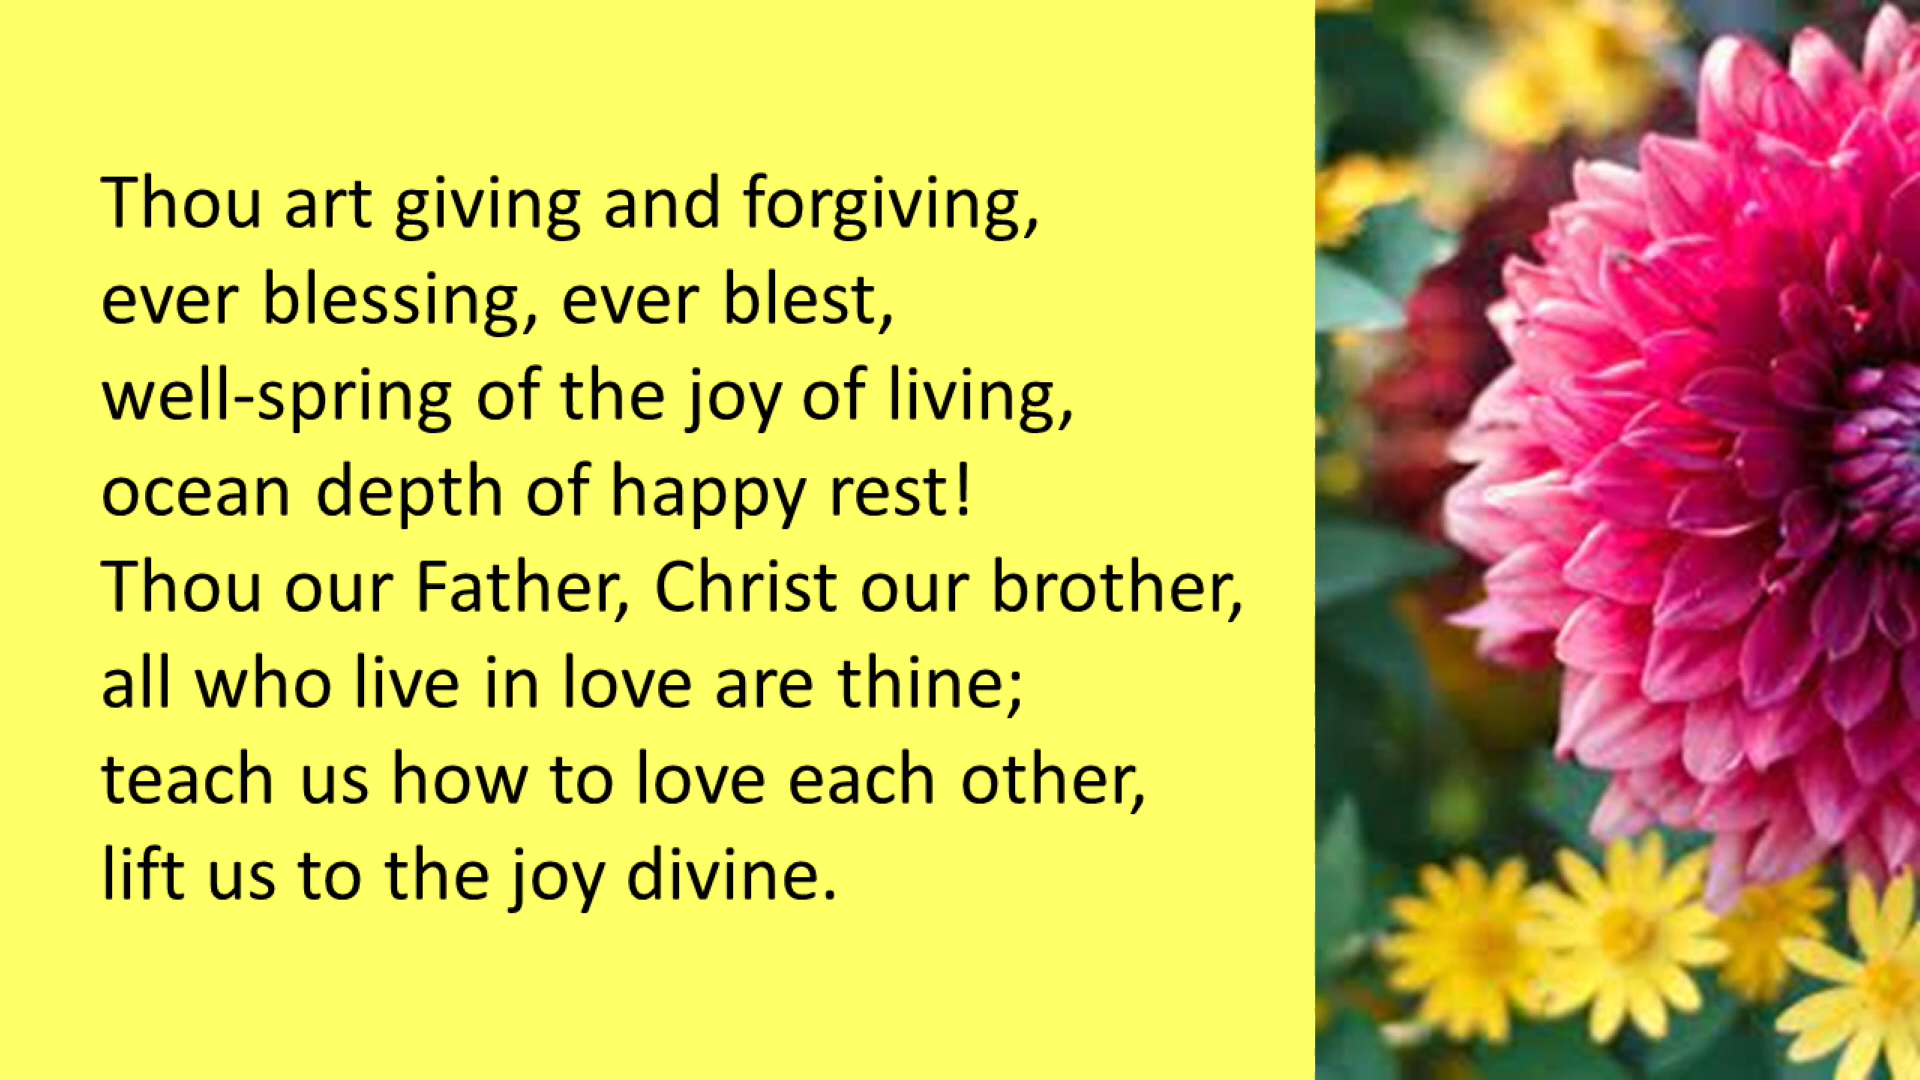 Thou art giving and forgiving,
ever blessing, ever blest,
well-spring of the joy of living,
ocean depth of happy rest!
Thou our Father, Christ our brother,
all who live in love are thine;
teach us how to love each other,
lift us to the joy divine.